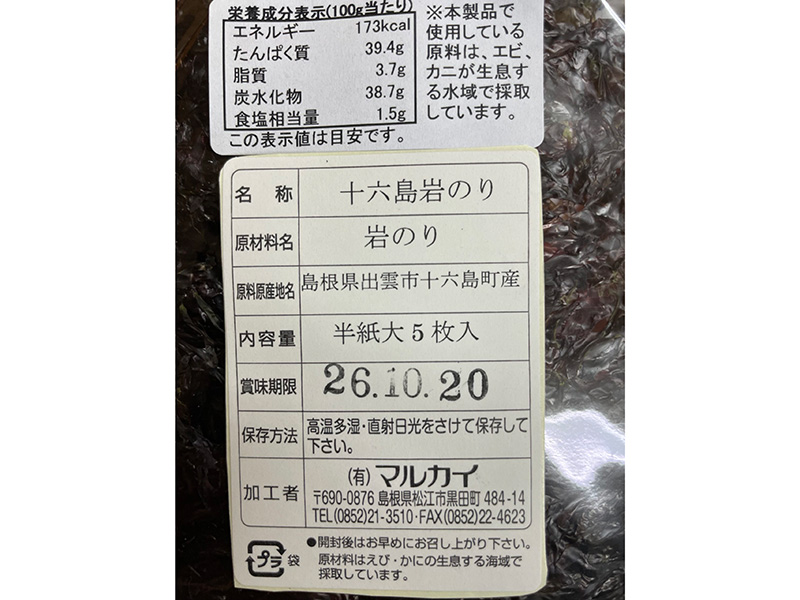 栄養成分表示(100g当たり)
エネルギー 173kcal
たんぱく質 39.4g
脂質 3.7g
炭水化物 38.7g
食塩相当量 1.5g
この表示値は目安です。
※本製品で
使用している
原料は、エビ、
カニが生息す
る水域で採取
しています。
名称 十六島岩のり
原材料名 岩のり
原料原産地名 島根県出雲市十六島町産
内容量 半紙大5枚入
賞味期限 26.10.20
保存方法 高温多湿・直射日光をさけて保存して
下さい。
加工者 (有)マルカイ
〒690-0876 島根県松江市黒田町 484-14
TEL(0852)21-3510・FAX(0852)22-4623
プラ 袋
●開封後はお早めにお召し上がり下さい。
原材料はえび・かにの生息する海域で
採取しています。